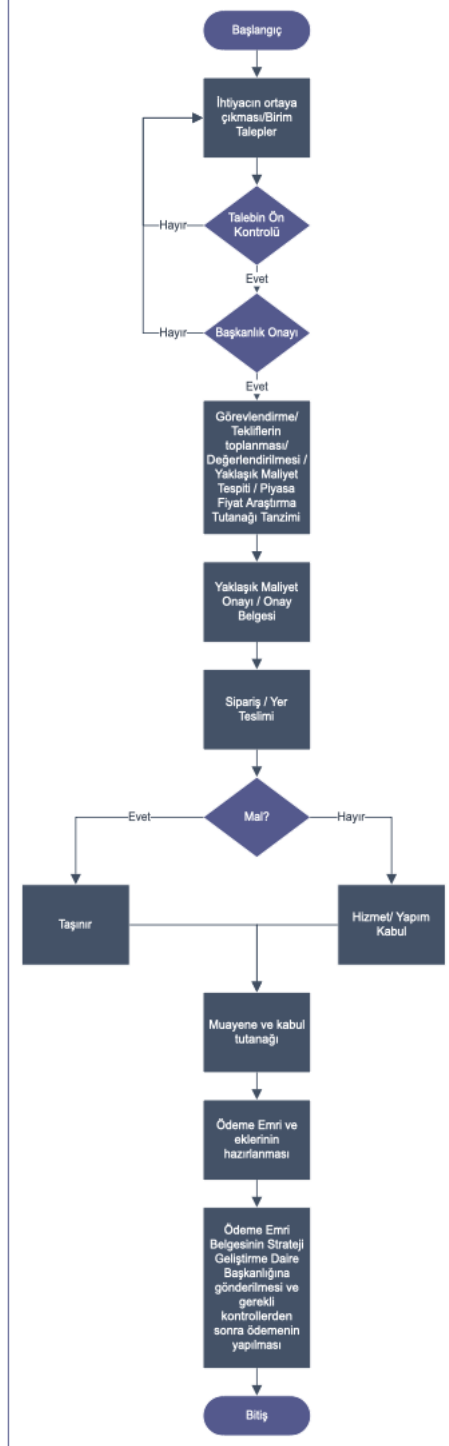 Başlangıç
İhtiyacın ortaya
çıkması/Birim
Talepler
Talebin Ön
Kontrolü
Hayır
Evet
Başkanlık Onayı
Hayır
Evet
Görevlendirme/
Tekliflerin
toplanması/
Değerlendirilmesi /
Yaklaşık Maliyet
Tespiti / Piyasa
Fiyat Araştırma
Tutanağı Tanzimi
Yaklaşık Maliyet
Onayı / Onay
Belgesi
Sipariş / Yer
Teslimi
Evet
Mal?
Hayır
Taşınır
Hizmet/ Yapım
Kabul
Muayene ve kabul
tutanağı
Ödeme Emri ve
eklerinin
hazırlanması
Ödeme Emri
Belgesinin Strateji
Geliştirme Daire
Başkanlığına
gönderilmesi ve
gerekli
kontrollerden
sonra ödemenin
yapılması
Bitiş